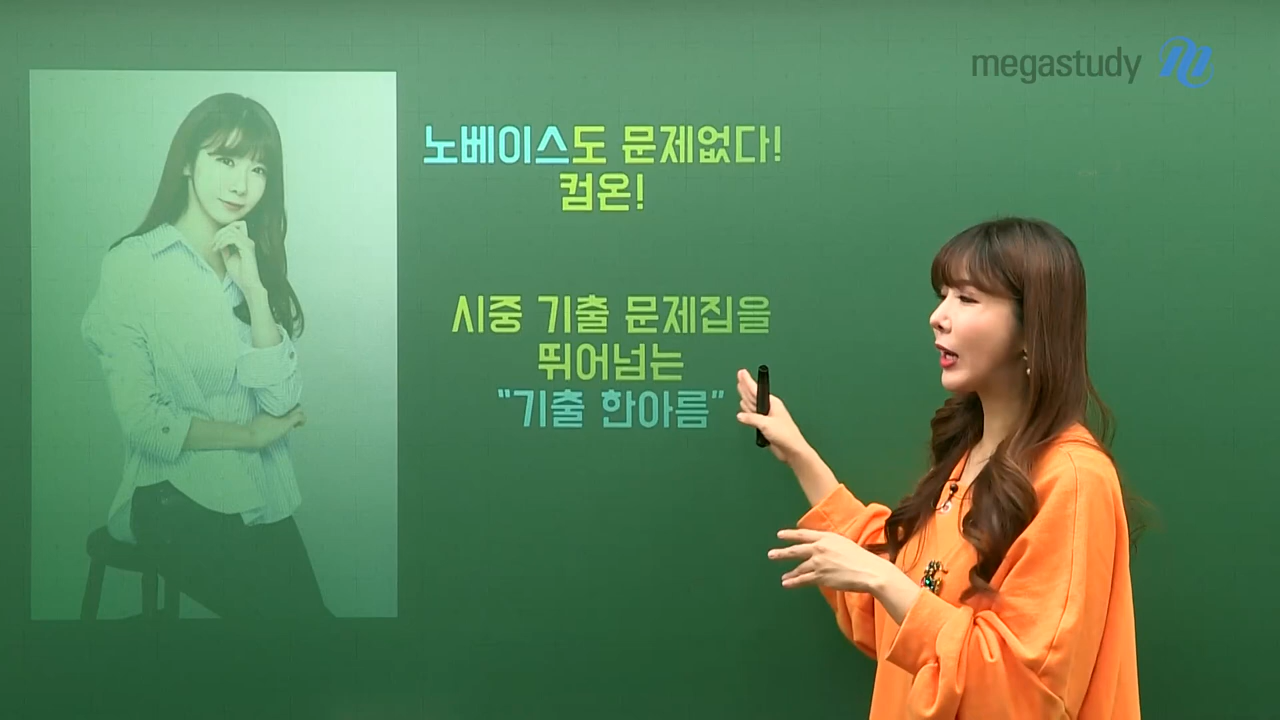 megastudy
노베이스도 문제없다!
컴온!
시중 기출 문제집을
뛰어넘는
"기출 한아름"